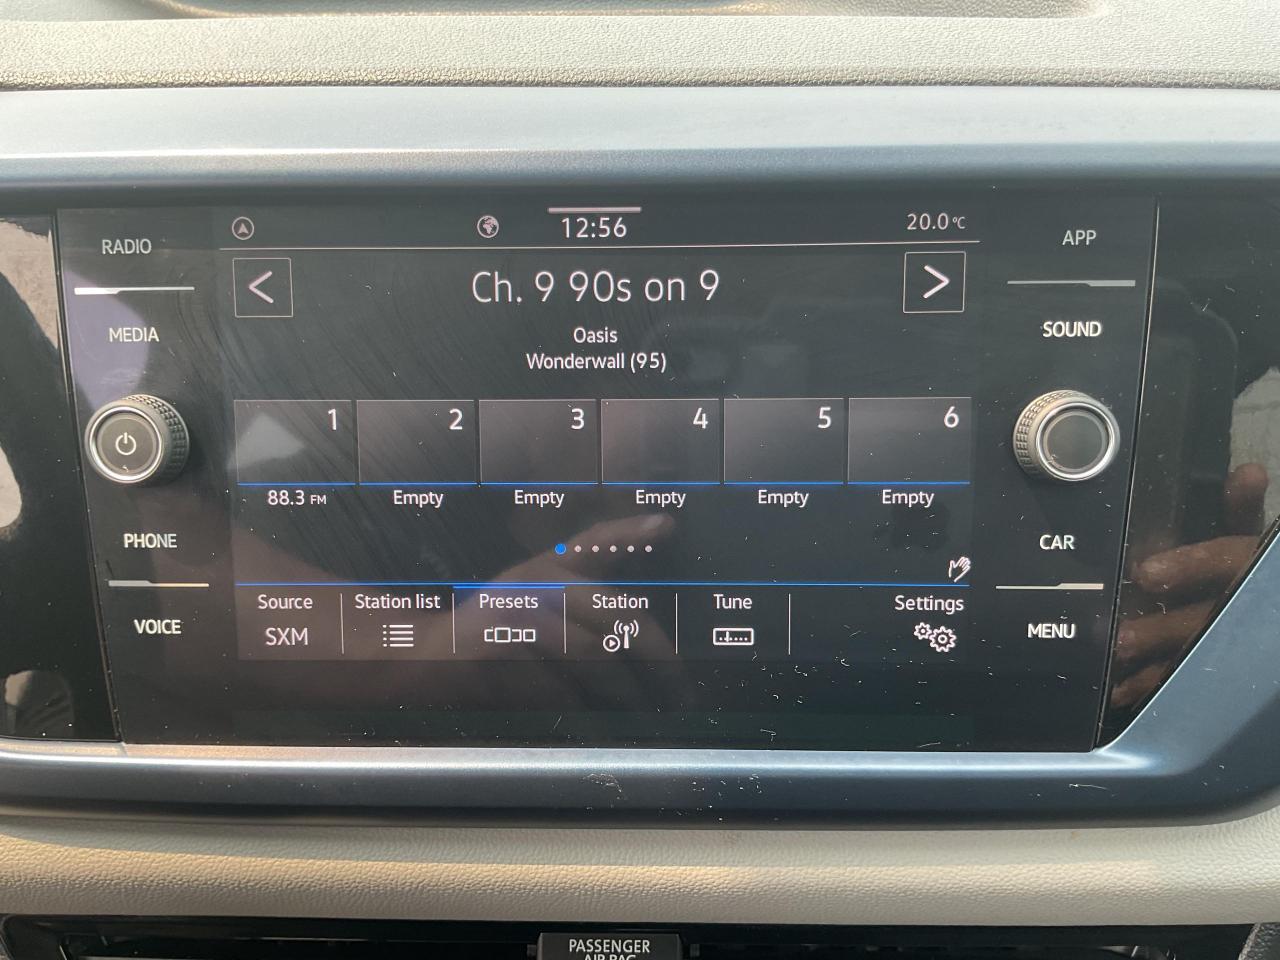 12:56
20.0°C
RADIO
APP
Ch. 9 90s on 9
MEDIA
SOUND
Oasis
Wonderwall (95)
1 2 3 4 5 6
88.3 FM Empty Empty Empty Empty Empty
PHONE
CAR
Source Station list Presets Station Tune Settings
SXM
VOICE
MENU
PASSENGER
AIR BAG